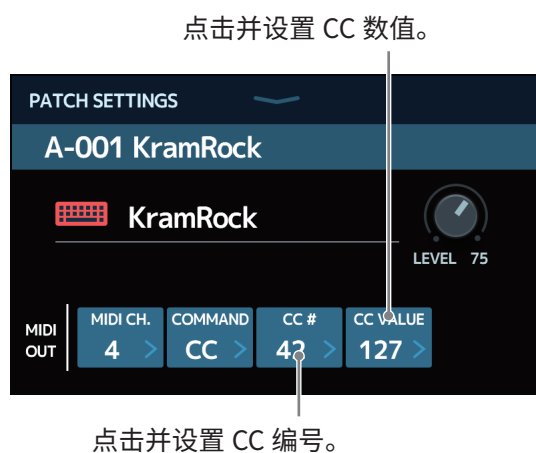 点击并设置 CC 数值。
PATCH SETTINGS
A-001 KramRock
KramRock
LEVEL 75
MIDI OUT
MIDI CH. COMMAND CC # CC VALUE
4 CC 42 127
点击并设置 CC 编号。